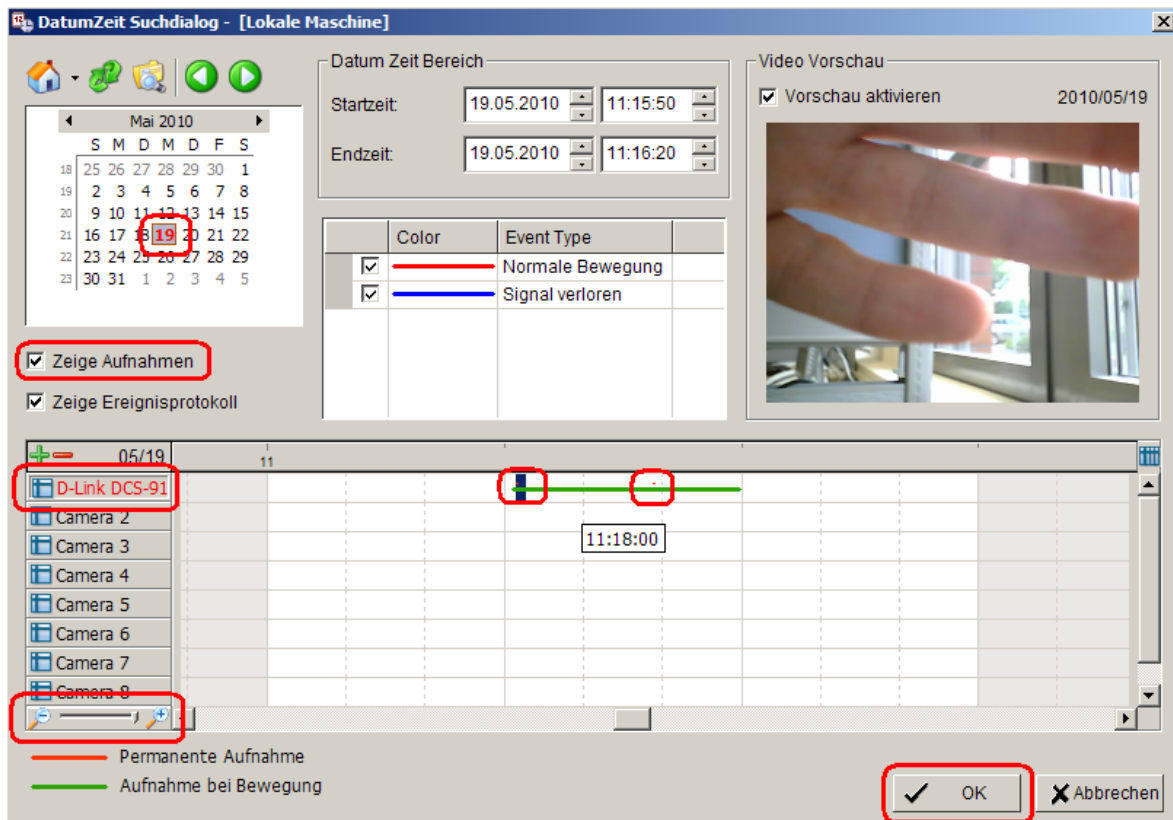 DatumZeit Suchdialog - [Lokale Maschine]
Datum Zeit Bereich
Startzeit: 19.05.2010 11:15:50
Endzeit: 19.05.2010 11:16:20
Video Vorschau
Vorschau aktivieren 2010/05/19
Mai 2010
S M D M D F S
18 25 26 27 28 29 30 1
19 2 3 4 5 6 7 8
20 9 10 11 12 13 14 15
21 16 17 18 19 20 21 22
22 23 24 25 26 27 28 29
23 30 31 1 2 3 4 5
Color Event Type
Normale Bewegung
Signal verloren
Zeige Aufnahmen
Zeige Ereignisprotokoll
05/19 11
D-Link DCS-91
11:18:00
Camera 2
Camera 3
Camera 4
Camera 5
Camera 6
Camera 7
Camera 8
Permanente Aufnahme
Aufnahme bei Bewegung
OK Abbrechen